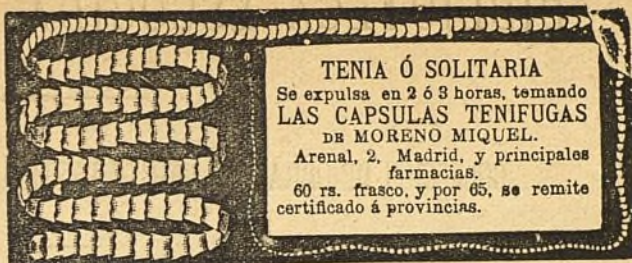 TENIA Ó SOLITARIA
Se expulsa en 2 ó 3 horas, temando
LAS CAPSULAS TENIFUGAS
DE MORENO MIQUEL.
Arenal, 2, Madrid, y principales
farmacias.
60 rs. frasco, y por 65, se remite
certificado á provincias.